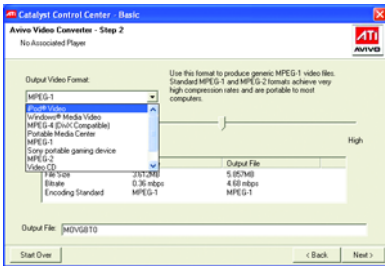 Catalyst Control Center - Basic
Avivo Video Converter - Step 2
No Associated Player
ATI
AVIVO
Output Video Format:
Use this format to produce generic MPEG-1 video files.
Standard MPEG-1 and MPEG-2 formats achieve very
high compression rates and are portable to most
computers.
MPEG-1
iPod® Video
Windows® Media Video
MPEG-4 (DivX Compatible)
Portable Media Center
MPEG-1
Sony portable gaming device
MPEG-2
Video CD
High
Output File
File Size 3.612MB 5.857MB
Bitrate 0.36 mbps 4.68 mbps
Encoding Standard MPEG-1 MPEG-1
Output File: MOVGBTO
Start Over
< Back
Next >